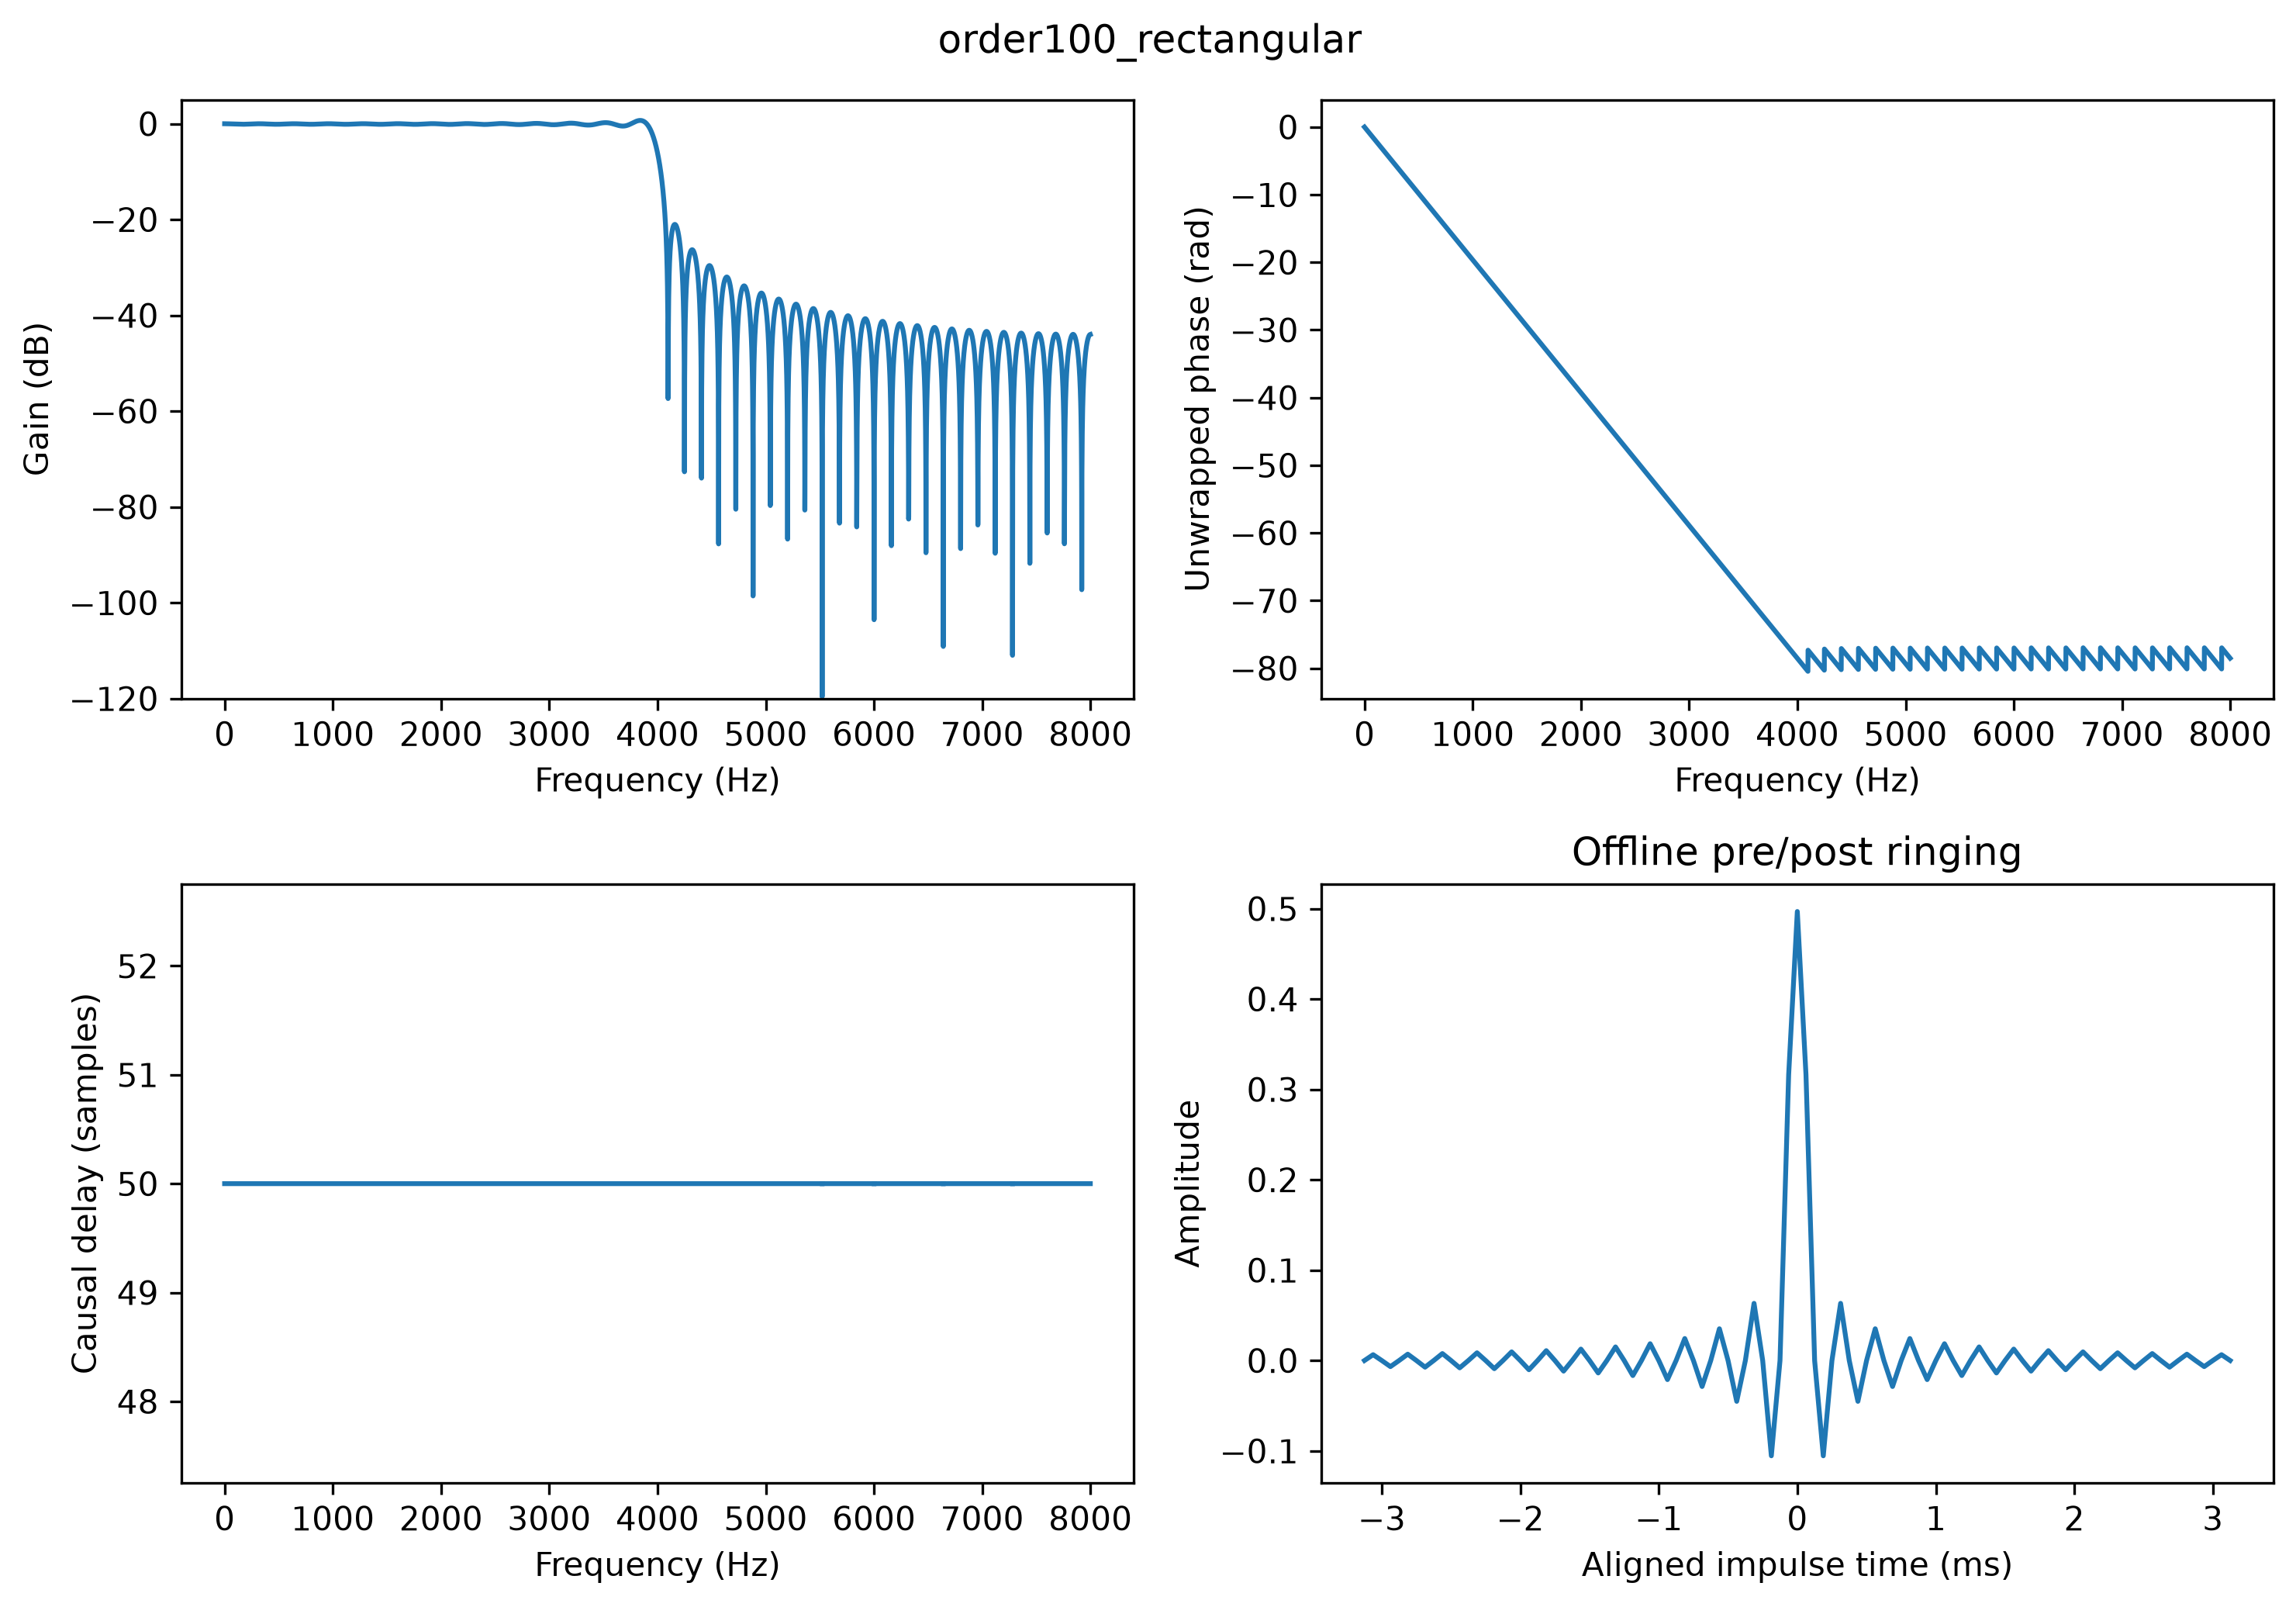 order100_rectangular
0
−20
−40
−60
−80
−100
−120
Gain (dB)
0 1000 2000 3000 4000 5000 6000 7000 8000
Frequency (Hz)
0
−10
−20
−30
−40
−50
−60
−70
−80
Unwrapped phase (rad)
0 1000 2000 3000 4000 5000 6000 7000 8000
Frequency (Hz)
52
51
50
49
48
Causal delay (samples)
0 1000 2000 3000 4000 5000 6000 7000 8000
Frequency (Hz)
Offline pre/post ringing
0.5
0.4
0.3
0.2
0.1
0.0
−0.1
Amplitude
−3 −2 −1 0 1 2 3
Aligned impulse time (ms)